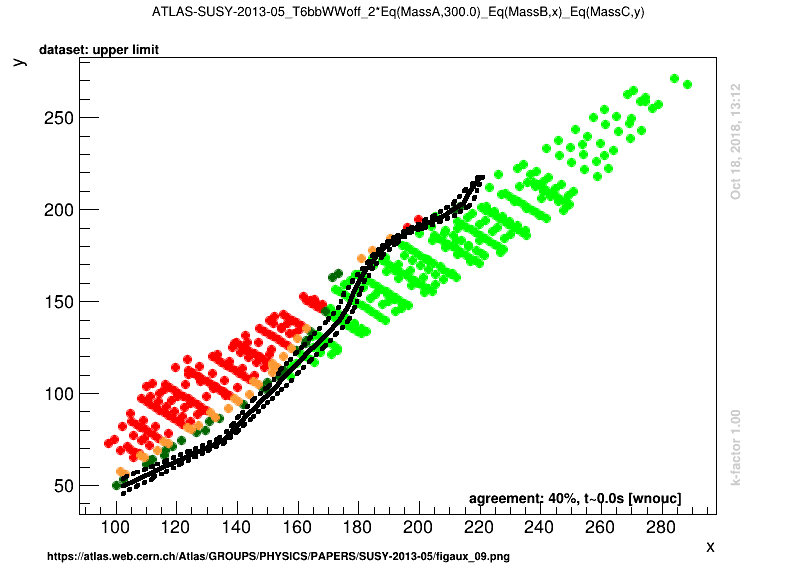 ATLAS-SUSY-2013-05_T6bbWWoff_2*Eq(MassA,300.0)_Eq(MassB,x)_Eq(MassC,y)
dataset: upper limit
y
250
200
150
100
50
100 120 140 160 180 200 220 240 260 280
x
agreement: 40%, t~0.0s [wnouc]
https://atlas.web.cern.ch/Atlas/GROUPS/PHYSICS/PAPERS/SUSY-2013-05/figaux_09.png
Oct 18, 2018, 13:12
k-factor 1.00